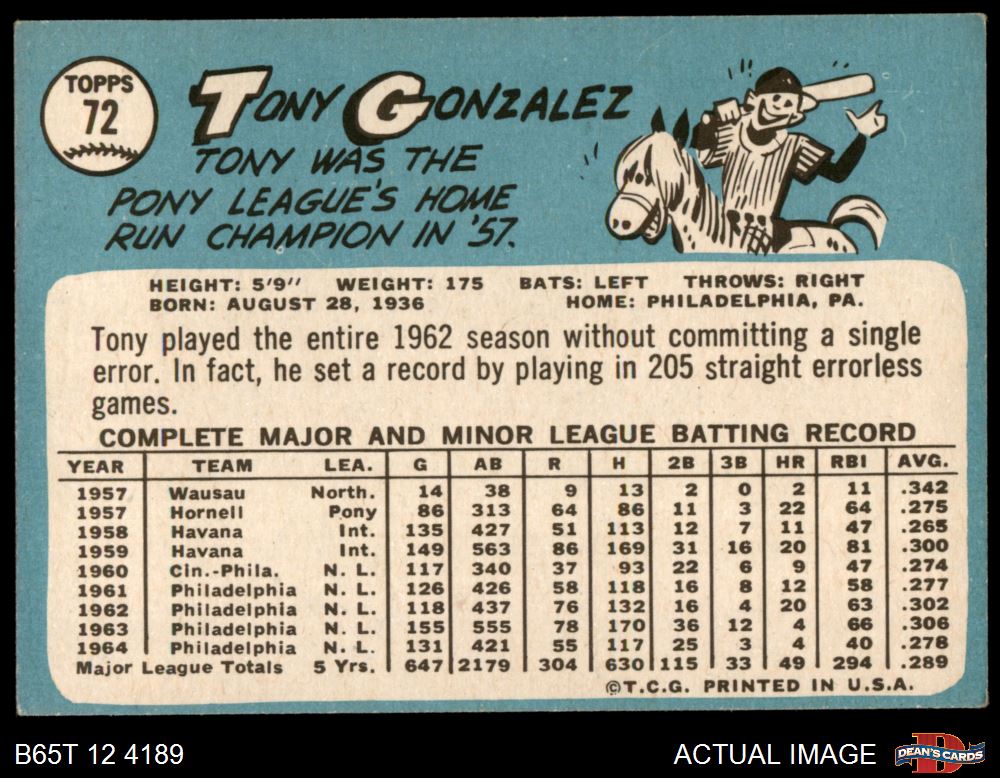 TOPPS
72
TONY GONZALEZ
TONY WAS THE
PONY LEAGUE'S HOME
RUN CHAMPION IN '57.
HEIGHT: 5'9" WEIGHT: 175 BATS: LEFT THROWS: RIGHT
BORN: AUGUST 28, 1936 HOME: PHILADELPHIA, PA.
Tony played the entire 1962 season without committing a single
error. In fact, he set a record by playing in 205 straight errorless
games.
COMPLETE MAJOR AND MINOR LEAGUE BATTING RECORD
YEAR TEAM LEA. G AB R H 2B 3B HR RBI AVG.
1957 Wausau North. 14 38 9 13 2 0 2 11 .342
1957 Hornell Pony 86 313 64 86 11 3 22 64 .275
1958 Havana Int. 135 427 51 113 12 7 11 47 .265
1959 Havana Int. 149 563 86 169 31 16 20 81 .300
1960 Cin.-Phila. N. L. 117 340 37 93 22 6 9 47 .274
1961 Philadelphia N. L. 126 426 58 118 16 8 12 58 .277
1962 Philadelphia N. L. 118 437 76 132 16 4 20 63 .302
1963 Philadelphia N. L. 155 555 78 170 36 12 4 66 .306
1964 Philadelphia N. L. 131 421 55 117 25 3 4 40 .278
Major League Totals 5 Yrs. 647 2179 304 630 115 33 49 294 .289
©T.C.G. PRINTED IN U.S.A.
B65T 12 4189 ACTUAL IMAGE
DEAN'S CARDS